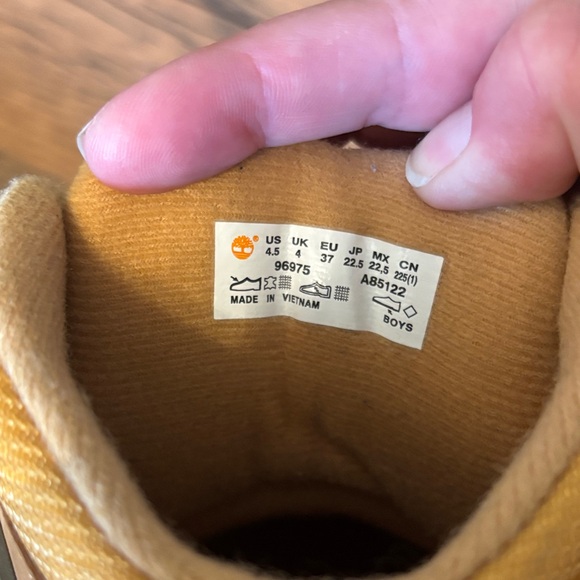 ® US UK EU JP MX CN
4.5 4 37 22.5 22,5 225(1)
96975 A85122
MADE IN VIETNAM
BOYS